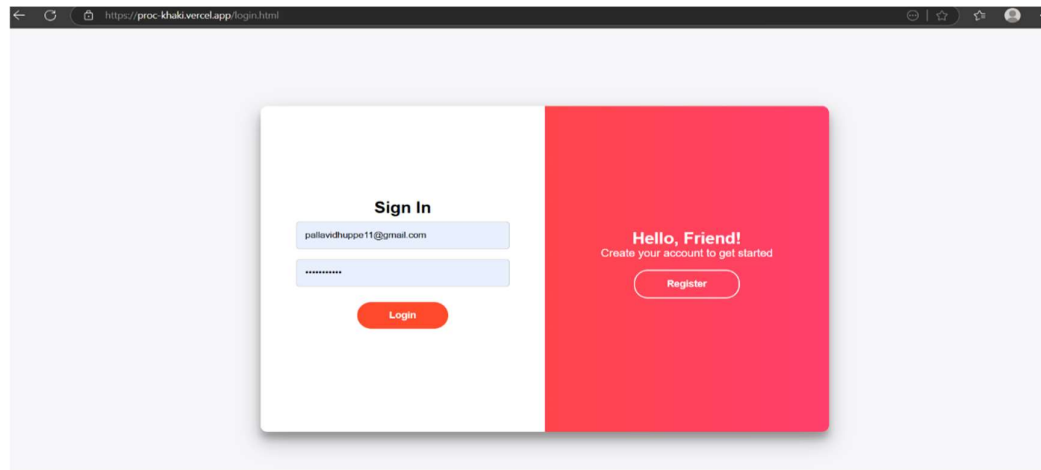 https://proc-khaki.vercel.app/login.html
Sign In
pallavidhuppe11@gmail.com
•••••••••••
Login
Hello, Friend!
Create your account to get started
Register